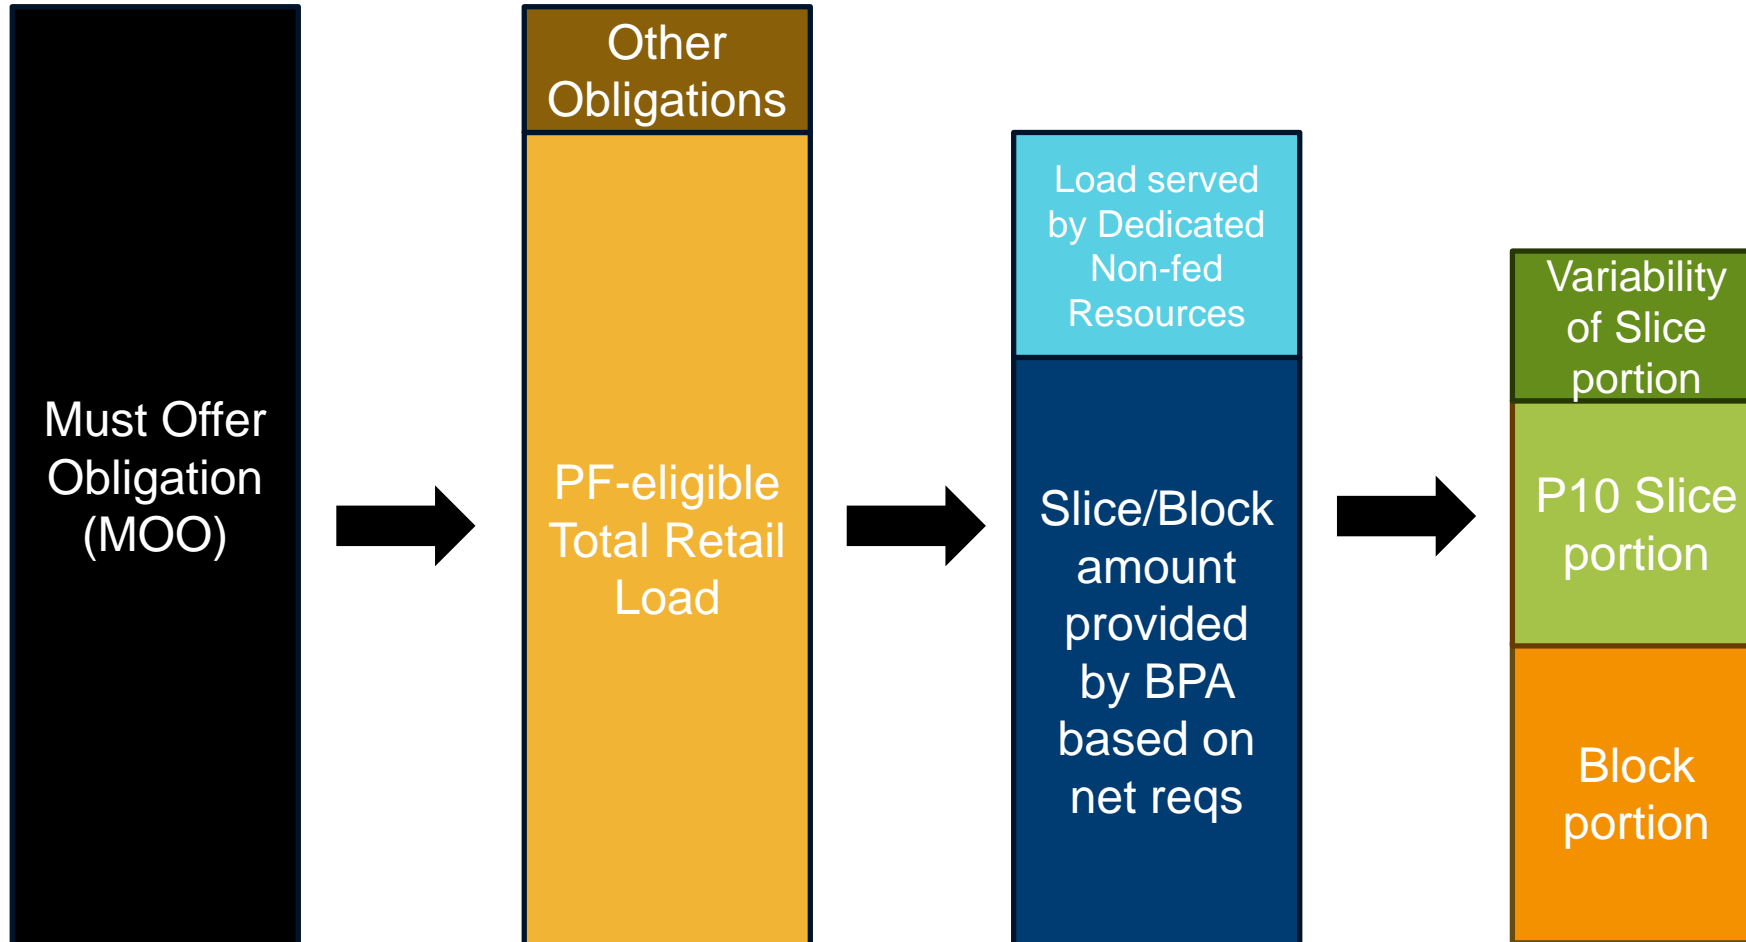 Must Offer
Obligation
(MOO)
Other
Obligations
PF-eligible
Total Retail
Load
Load served
by Dedicated
Non-fed
Resources
Slice/Block
amount
provided
by BPA
based on
net reqs
Variability
of Slice
portion
P10 Slice
portion
Block
portion